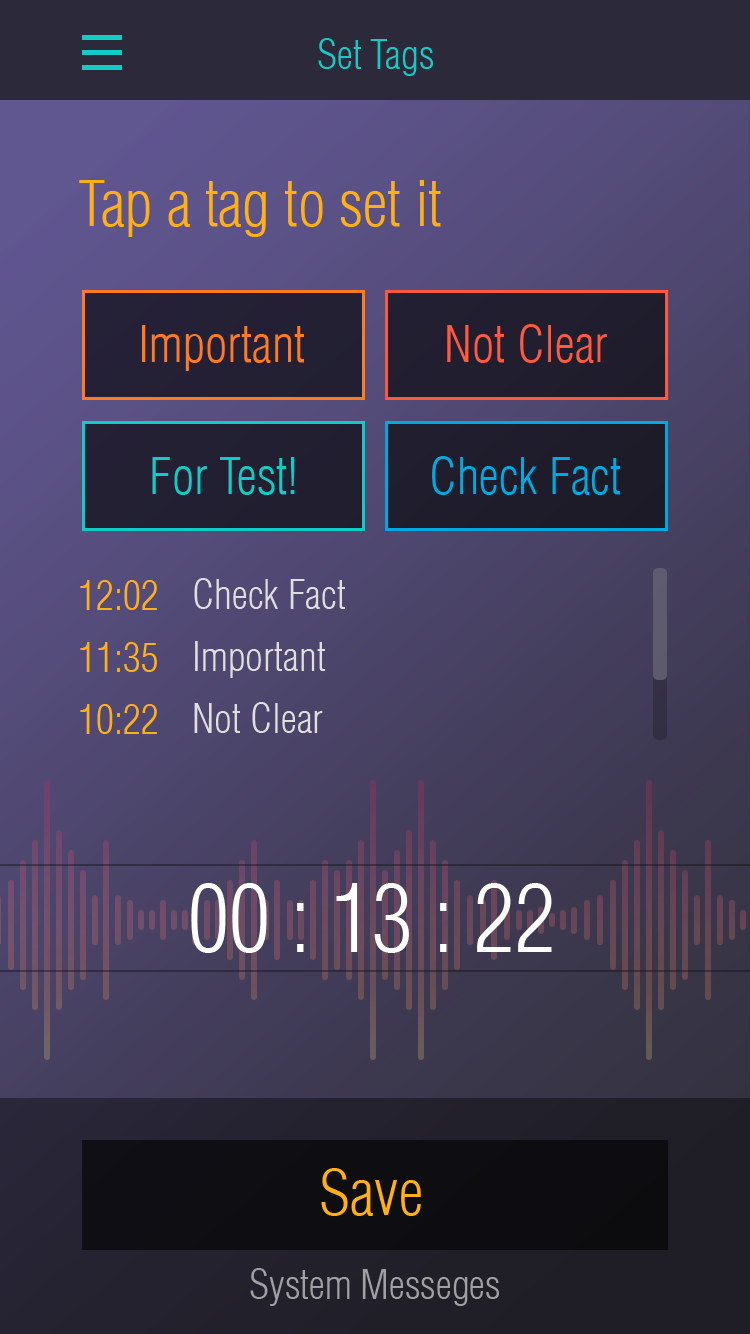 Set Tags
Tap a tag to set it
Important
Not Clear
For Test!
Check Fact
12:02 Check Fact
11:35 Important
10:22 Not Clear
00 : 13 : 22
Save
System Messeges